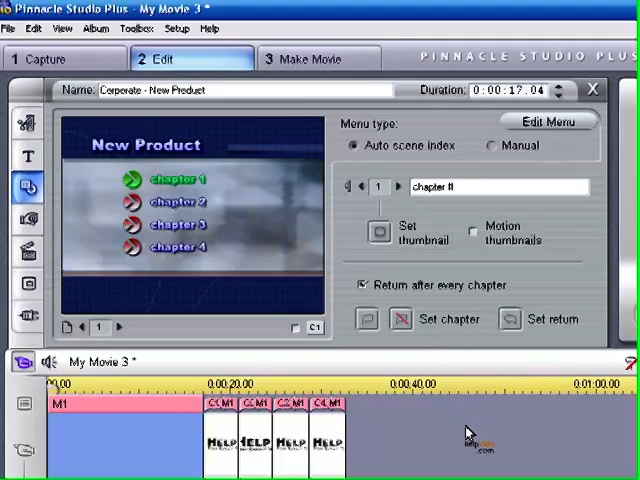 Pinnacle Studio Plus - My Movie 3 *
File Edit View Album Toolbox Setup Help
1 Capture 2 Edit 3 Make Movie PINNACLE STUDIO PLUS
Name: Corporate - New Product Duration: 0:00:17.04 X
Menu type: Edit Menu
Auto scene index Manual
New Product
chapter 1
chapter 2
chapter 3
chapter 4
1 chapter #
Set thumbnail Motion thumbnails
Return after every chapter
Set chapter Set return
1 C1
My Movie 3 *
0:00:20.00 0:00:40.00 0:01:00.00
M1 C1 M1 C2 M1 C3 M1 C4 M1
HELP HELP HELP HELP
.com